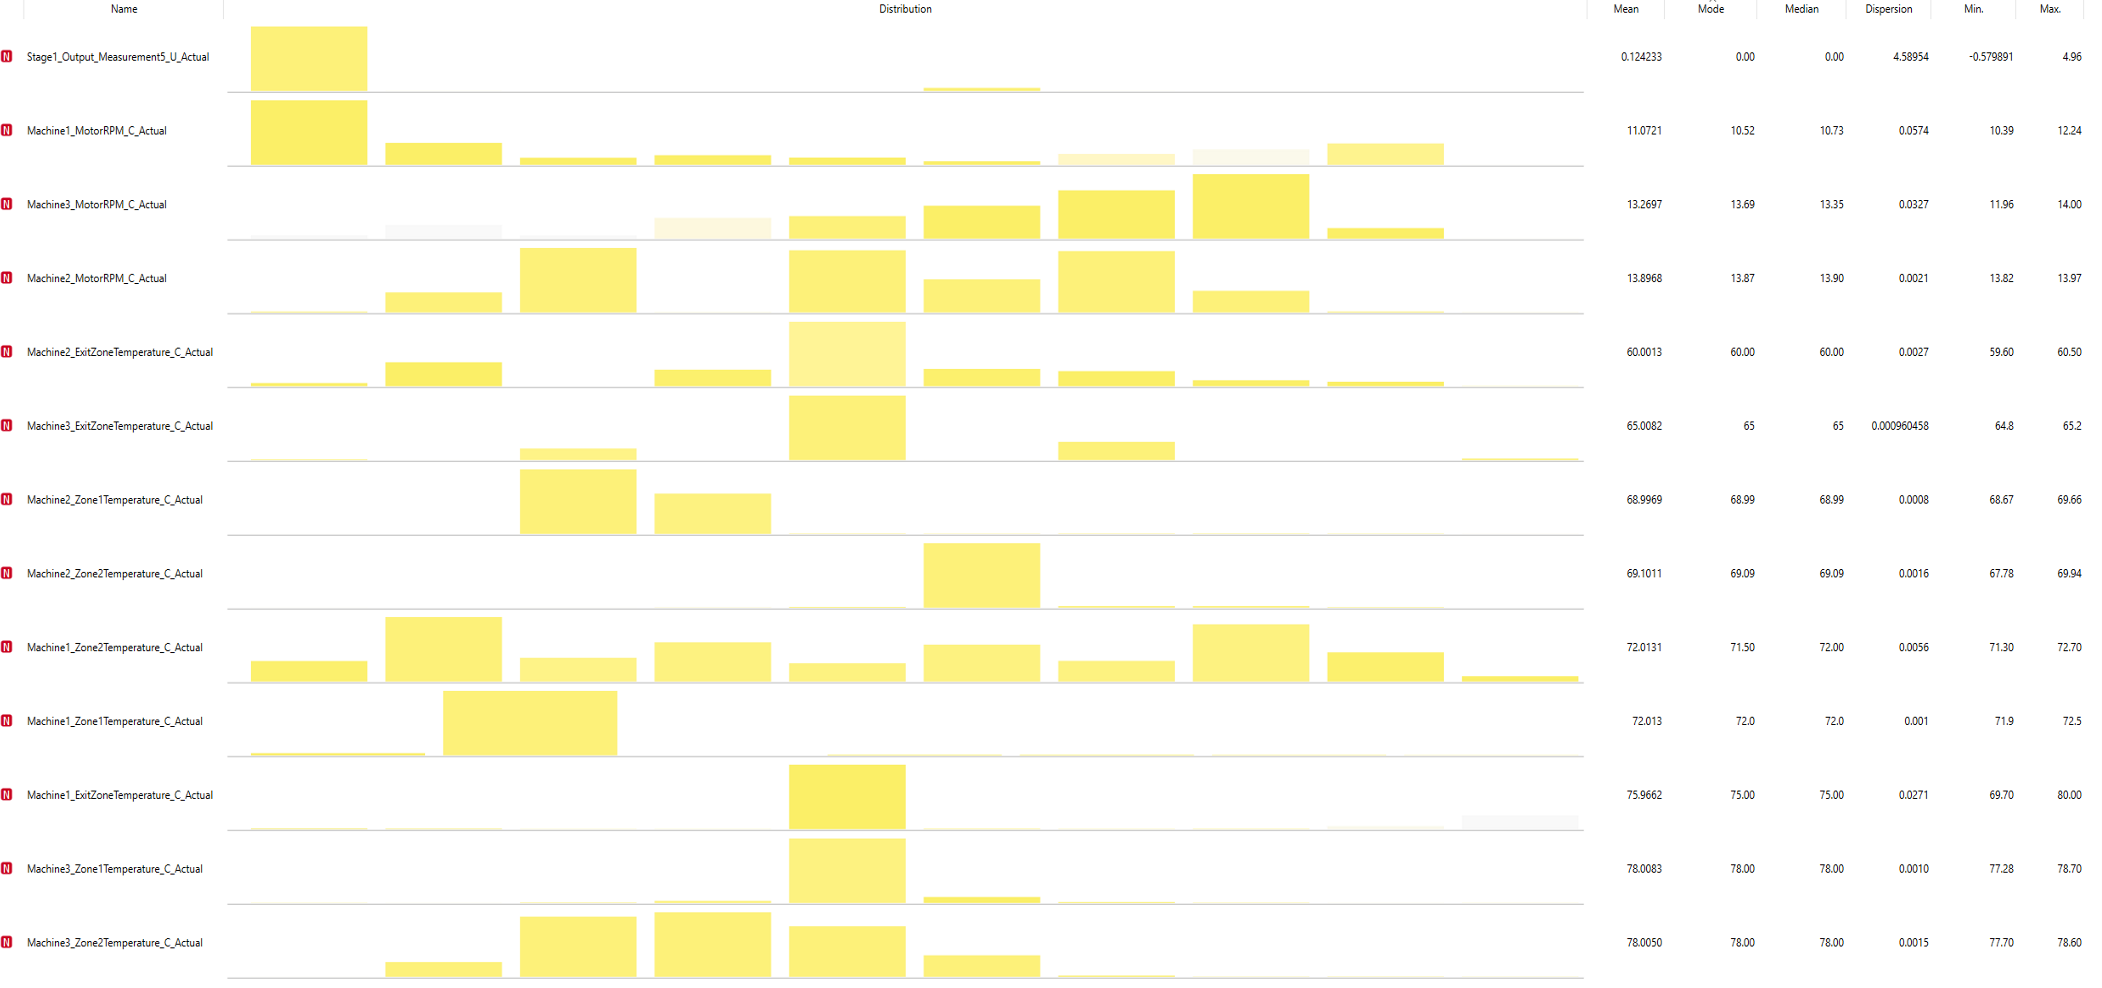 Name Distribution Mean Mode Median Dispersion Min. Max.
N Stage1_Output_Measurement5_U_Actual 0.124233 0.00 0.00 4.58954 -0.579891 4.96
N Machine1_MotorRPM_C_Actual 11.0721 10.52 10.73 0.0574 10.39 12.24
N Machine3_MotorRPM_C_Actual 13.2697 13.69 13.35 0.0327 11.96 14.00
N Machine2_MotorRPM_C_Actual 13.8968 13.87 13.90 0.0021 13.82 13.97
N Machine2_ExitZoneTemperature_C_Actual 60.0013 60.00 60.00 0.0027 59.60 60.50
N Machine3_ExitZoneTemperature_C_Actual 65.0082 65 65 0.000960458 64.8 65.2
N Machine2_Zone1Temperature_C_Actual 68.9969 68.99 68.99 0.0008 68.67 69.66
N Machine2_Zone2Temperature_C_Actual 69.1011 69.09 69.09 0.0016 67.78 69.94
N Machine1_Zone2Temperature_C_Actual 72.0131 71.50 72.00 0.0056 71.30 72.70
N Machine1_Zone1Temperature_C_Actual 72.013 72.0 72.0 0.001 71.9 72.5
N Machine1_ExitZoneTemperature_C_Actual 75.9662 75.00 75.00 0.0271 69.70 80.00
N Machine3_Zone1Temperature_C_Actual 78.0083 78.00 78.00 0.0010 77.28 78.70
N Machine3_Zone2Temperature_C_Actual 78.0050 78.00 78.00 0.0015 77.70 78.60